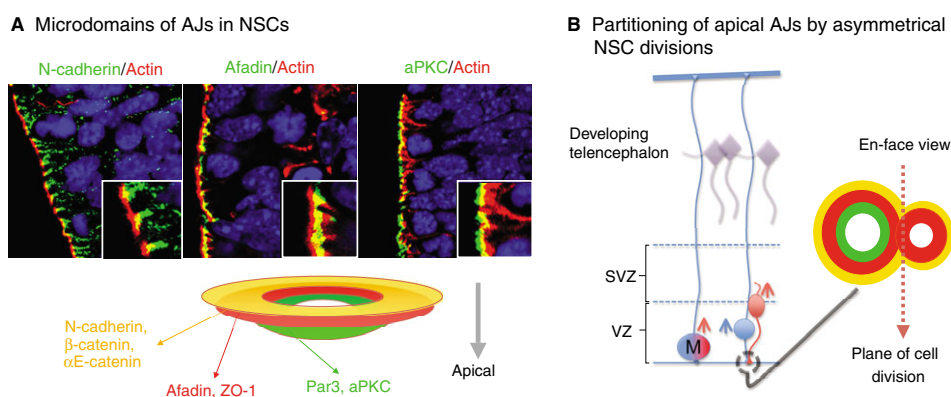 A Microdomains of AJs in NSCs
N-cadherin/Actin
Afadin/Actin
aPKC/Actin
N-cadherin,
β-catenin,
αE-catenin
Afadin, ZO-1
Par3, aPKC
Apical
B Partitioning of apical AJs by asymmetrical
NSC divisions
Developing
telencephalon
En-face view
SVZ
VZ
M
Plane of cell
division